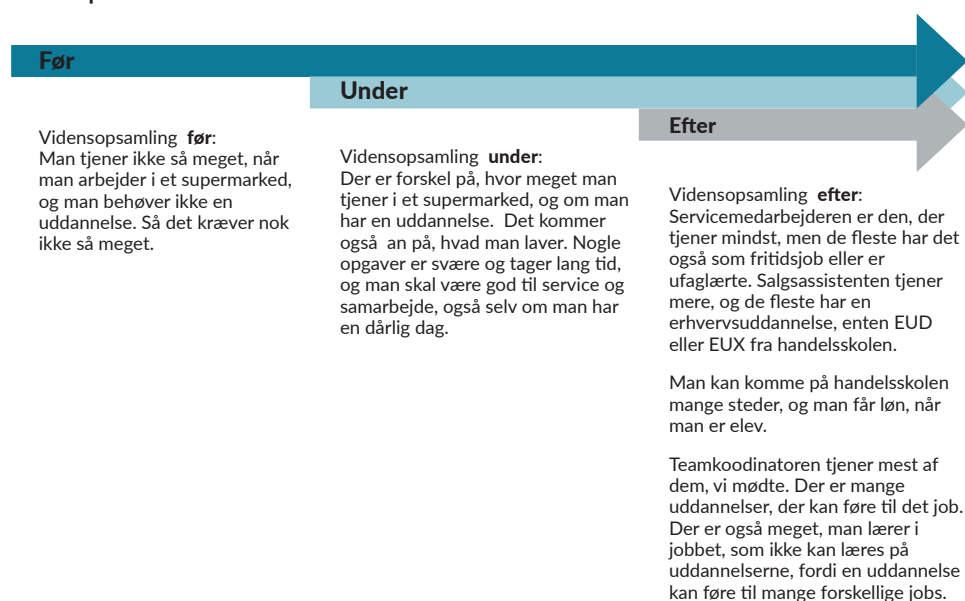 Før
Under
Efter
Vidensopsamling før:
Man tjener ikke så meget, når
man arbejder i et supermarked,
og man behøver ikke en
uddannelse. Så det kræver nok
ikke så meget.
Vidensopsamling under:
Der er forskel på, hvor meget man
tjener i et supermarked, og om man
har en uddannelse. Det kommer
også an på, hvad man laver. Nogle
opgaver er svære og tager lang tid,
og man skal være god til service og
samarbejde, også selv om man har
en dårlig dag.
Vidensopsamling efter:
Servicemedarbejderen er den, der
tjener mindst, men de fleste har det
også som fritidsjob eller er
ufaglærte. Salgsassistenten tjener
mere, og de fleste har en
erhvervsuddannelse, enten EUD
eller EUX fra handelsskolen.
Man kan komme på handelsskolen
mange steder, og man får løn, når
man er elev.
Teamkoodinatoren tjener mest af
dem, vi mødte. Der er mange
uddannelser, der kan føre til det job.
Der er også meget, man lærer i
jobbet, som ikke kan læres på
uddannelserne, fordi en uddannelse
kan føre til mange forskellige jobs.